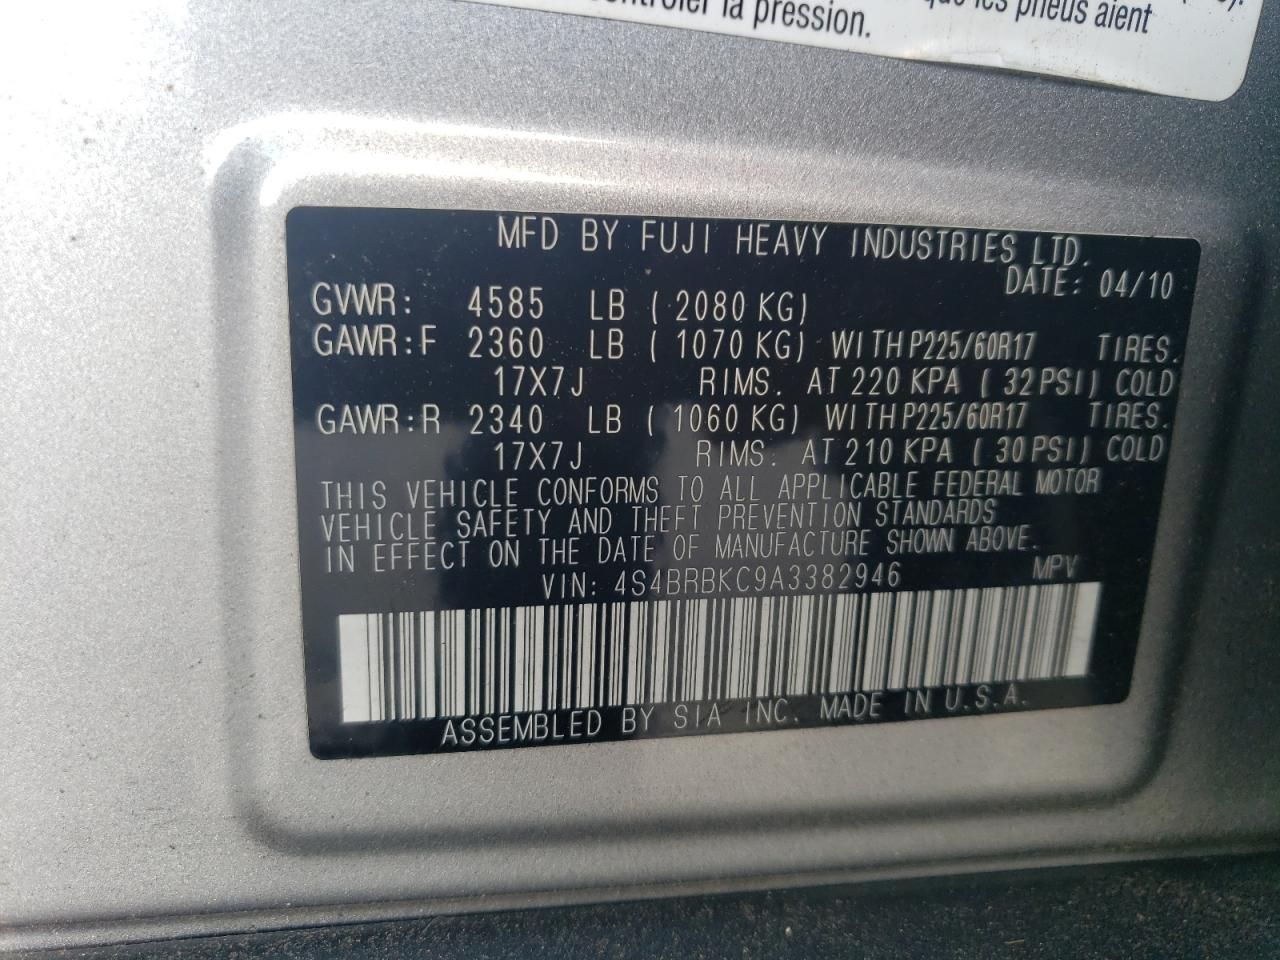 contrôler la pression.
que les pneus aient
MFD BY FUJI HEAVY INDUSTRIES LTD.
DATE: 04/10
GVWR: 4585 LB (2080 KG)
GAWR:F 2360 LB (1070 KG) WITH P225/60R17 TIRES.
17X7J RIMS. AT 220 KPA (32 PSI) COLD
GAWR:R 2340 LB (1060 KG) WITH P225/60R17 TIRES.
17X7J RIMS. AT 210 KPA (30 PSI) COLD
THIS VEHICLE CONFORMS TO ALL APPLICABLE FEDERAL MOTOR
VEHICLE SAFETY AND THEFT PREVENTION STANDARDS
IN EFFECT ON THE DATE OF MANUFACTURE SHOWN ABOVE.
VIN: 4S4BRBKC9A3382946 MPV
ASSEMBLED BY SIA INC. MADE IN U.S.A.